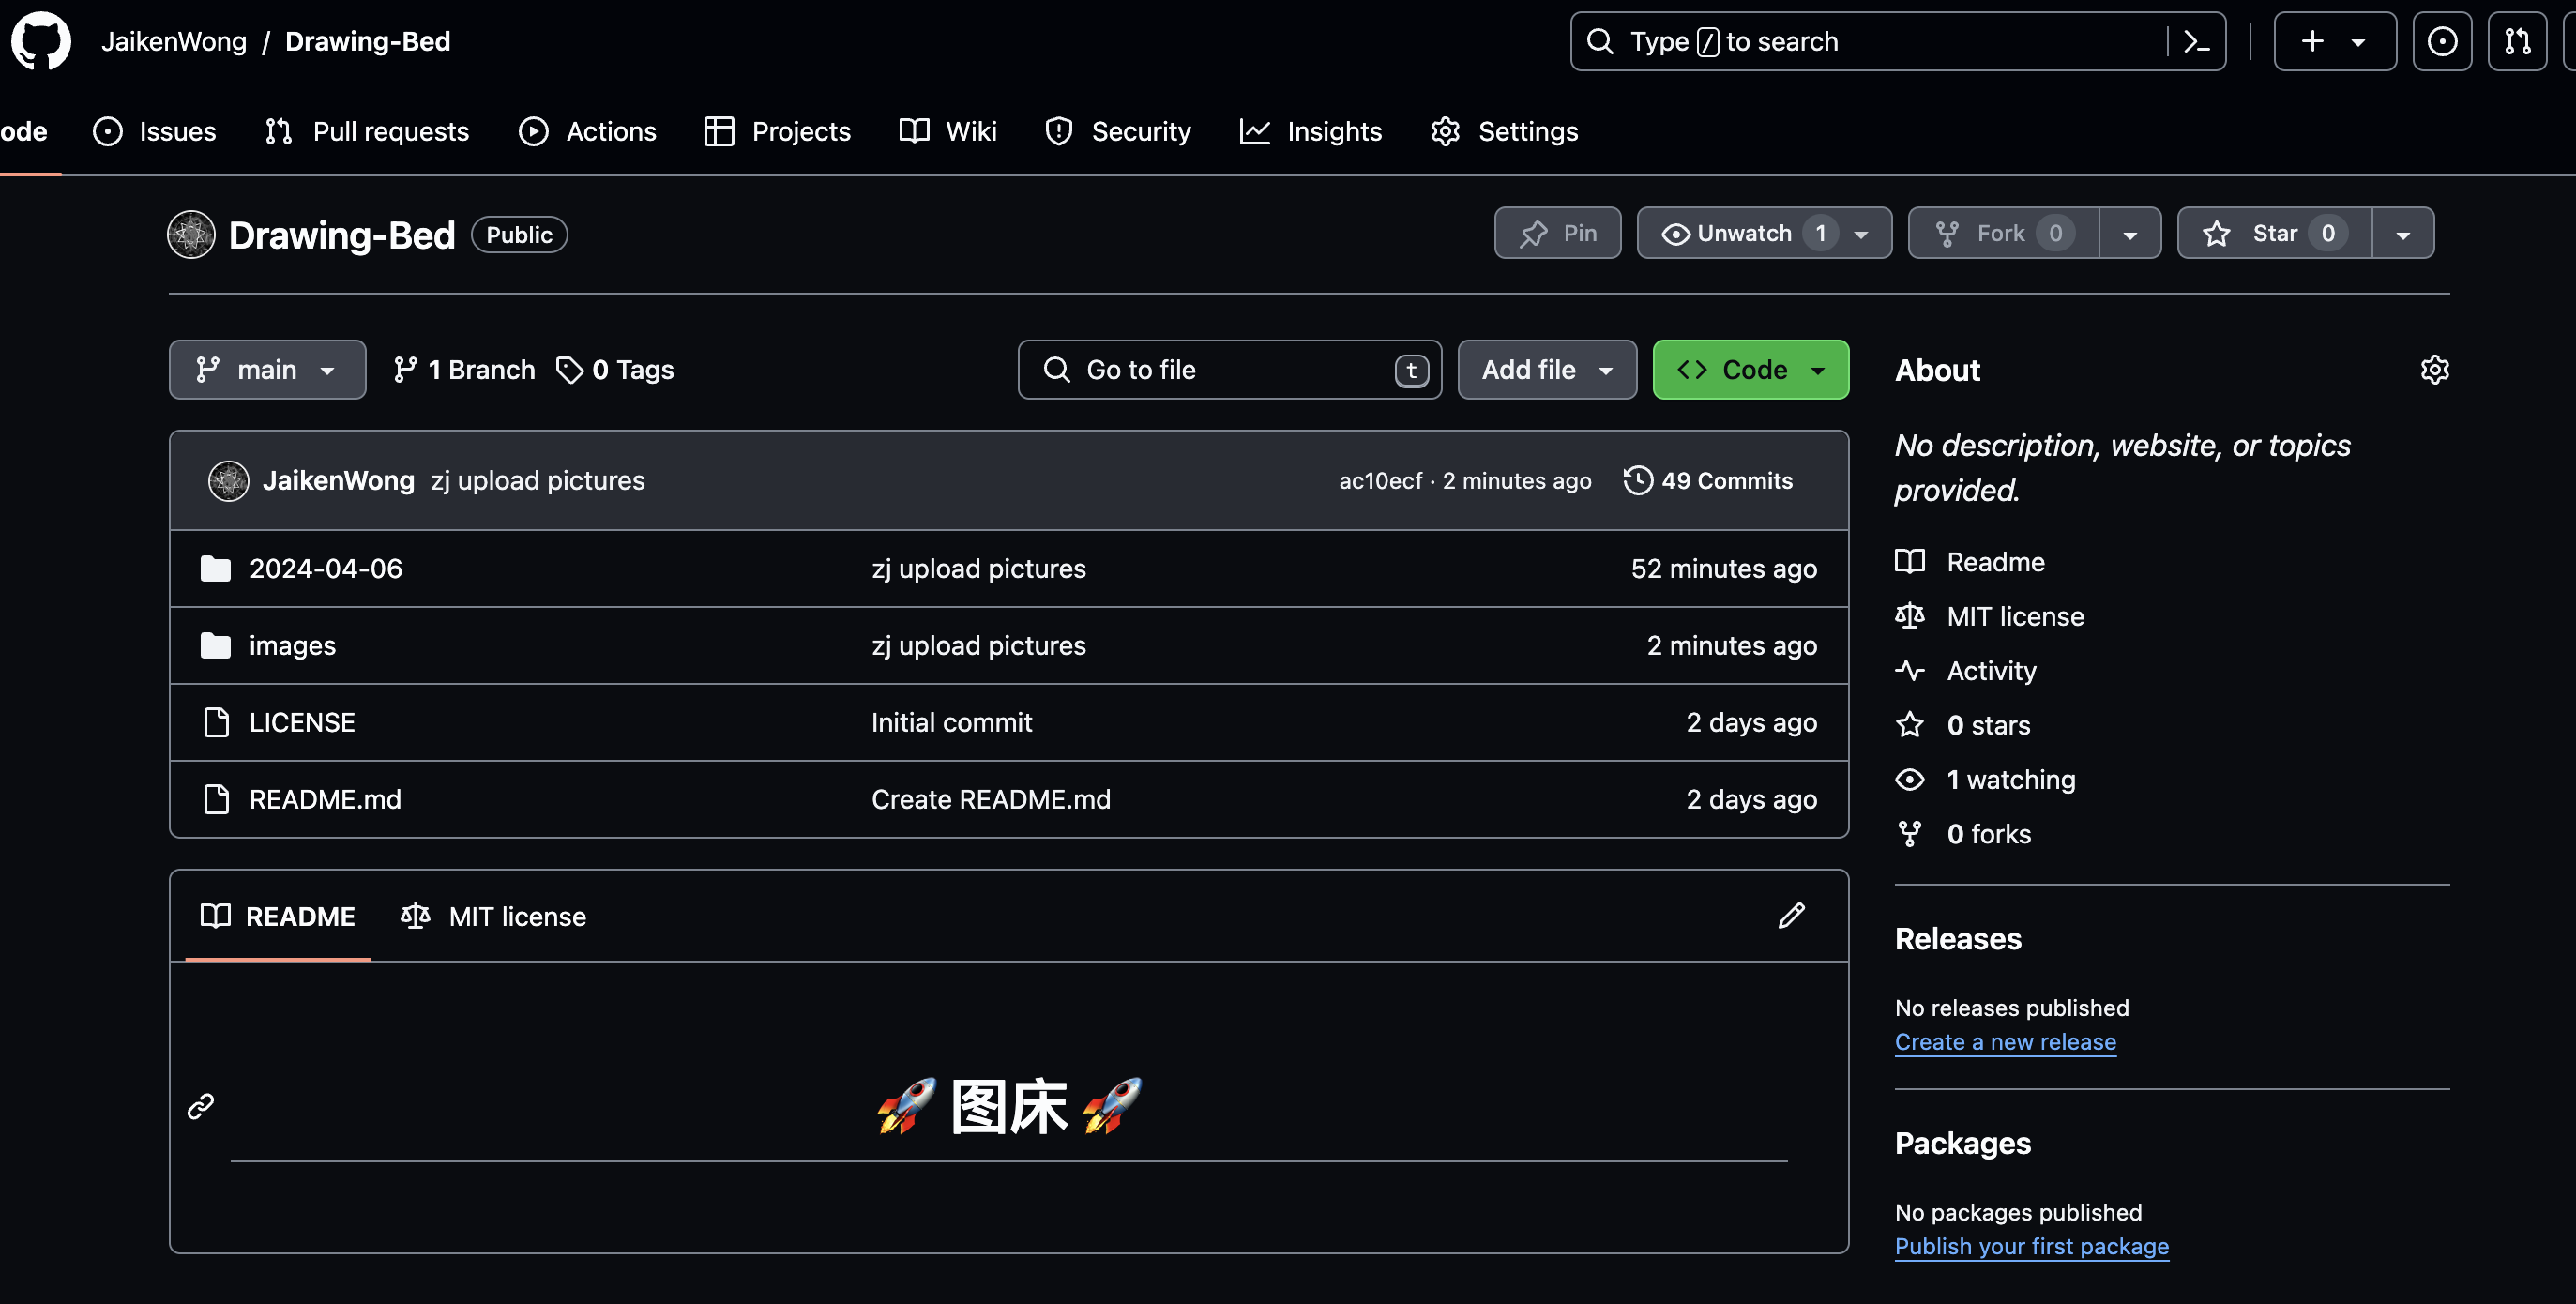 JaikenWong / Drawing-Bed
Type / to search
ode Issues Pull requests Actions Projects Wiki Security Insights Settings
Drawing-Bed Public
Pin Unwatch 1 Fork 0 Star 0
main 1 Branch 0 Tags Go to file t Add file Code
JaikenWong zj upload pictures ac10ecf · 2 minutes ago 49 Commits
2024-04-06 zj upload pictures 52 minutes ago
images zj upload pictures 2 minutes ago
LICENSE Initial commit 2 days ago
README.md Create README.md 2 days ago
README MIT license
🚀 图床 🚀
About
No description, website, or topics
provided.
Readme
MIT license
Activity
0 stars
1 watching
0 forks
Releases
No releases published
Create a new release
Packages
No packages published
Publish your first package